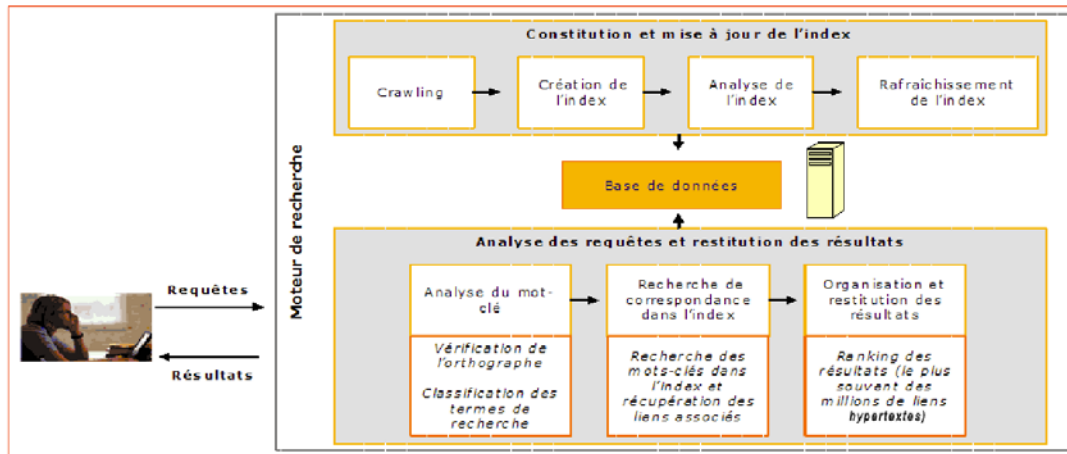 Constitution et mise à jour de l'index
Crawling
Création de
l'index
Analyse de
l'index
Rafraîchissement
de l'index
Moteur de recherche
Base de données
Analyse des requêtes et restitution des résultats
Requêtes
Résultats
Analyse du mot-
clé
Recherche de
correspondance
dans l'index
Organisation et
restitution des
résultats
Vérification de
l'orthographe
Classification des
termes de
recherche
Recherche des
mots-clés dans
l'index et
récupération des
liens associés
Ranking des
résultats (le plus
souvant des
millions de liens
hypertextes)